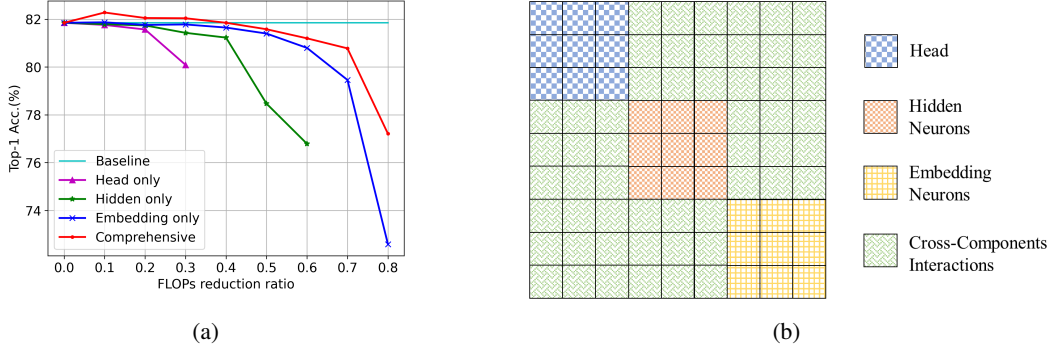 82
80
78
76
74
Top-1 Acc.(%)
Baseline
Head only
Hidden only
Embedding only
Comprehensive
0.0 0.1 0.2 0.3 0.4 0.5 0.6 0.7 0.8
FLOPs reduction ratio
(a)
Head
Hidden
Neurons
Embedding
Neurons
Cross-Components
Interactions
(b)